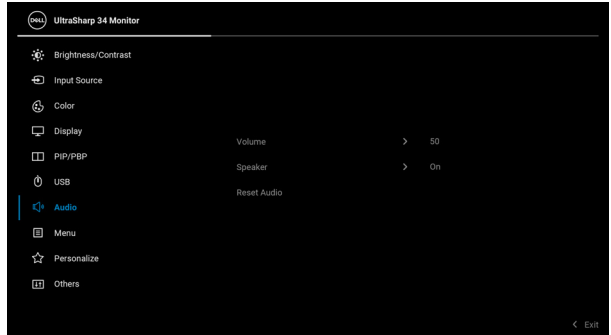 DELL UltraSharp 34 Monitor
Brightness/Contrast
Input Source
Color
Display
PIP/PBP
USB
Audio
Menu
Personalize
Others
Volume > 50
Speaker > On
Reset Audio
< Exit